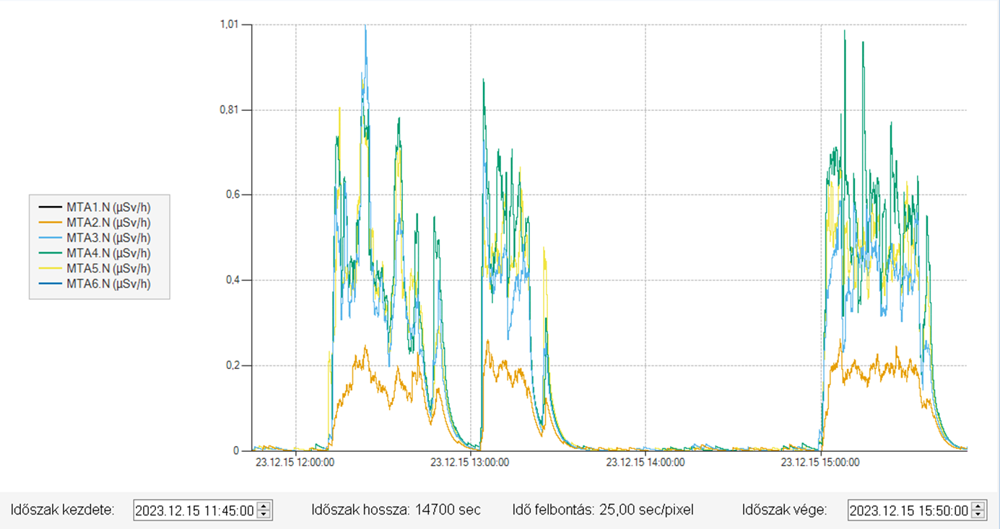 1,01
0,81
0,6
0,4
0,2
0
MTA1.N (µSv/h)
MTA2.N (µSv/h)
MTA3.N (µSv/h)
MTA4.N (µSv/h)
MTA5.N (µSv/h)
MTA6.N (µSv/h)
23.12.15 12:00:00 23.12.15 13:00:00 23.12.15 14:00:00 23.12.15 15:00:00
Időszak kezdete: 2023.12.15 11:45:00 Időszak hossza: 14700 sec Idő felbontás: 25,00 sec/pixel Időszak vége: 2023.12.15 15:50:00